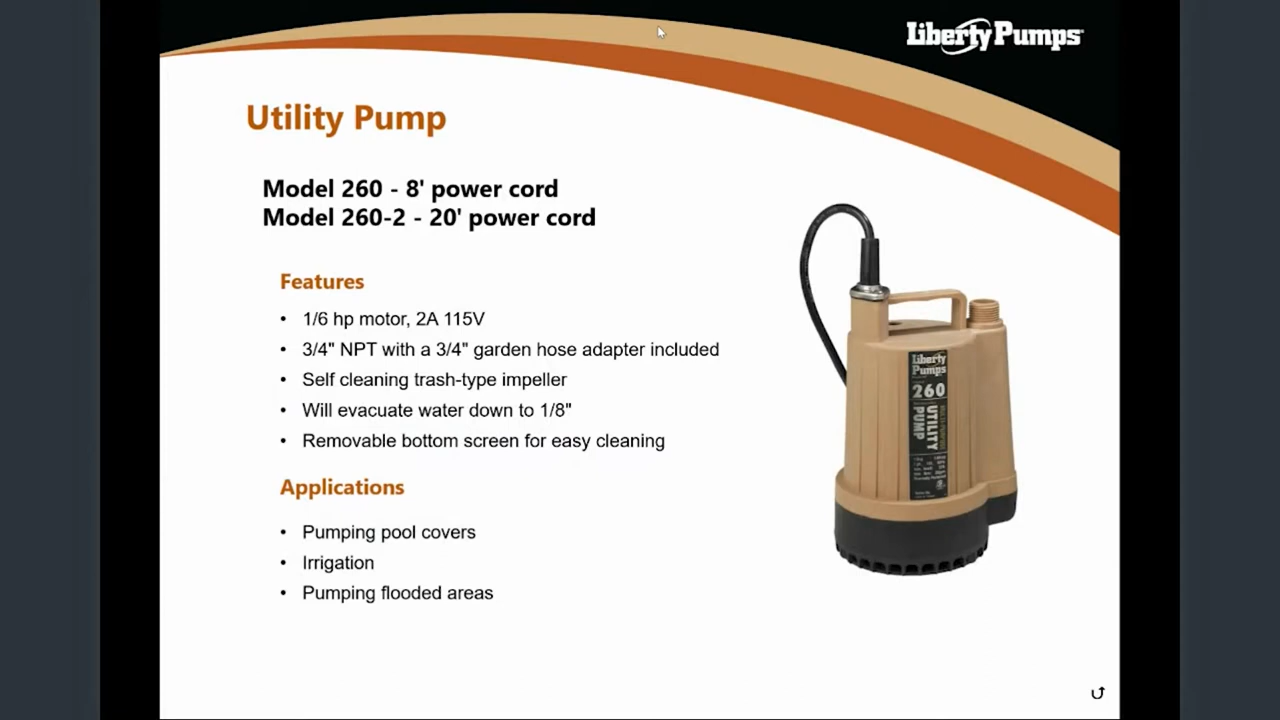 Liberty Pumps
Utility Pump
Model 260 - 8' power cord
Model 260-2 - 20' power cord
Features
• 1/6 hp motor, 2A 115V
• 3/4" NPT with a 3/4" garden hose adapter included
• Self cleaning trash-type impeller
• Will evacuate water down to 1/8"
• Removable bottom screen for easy cleaning
Applications
• Pumping pool covers
• Irrigation
• Pumping flooded areas
Liberty
Pumps
260
UTILITY
PUMP